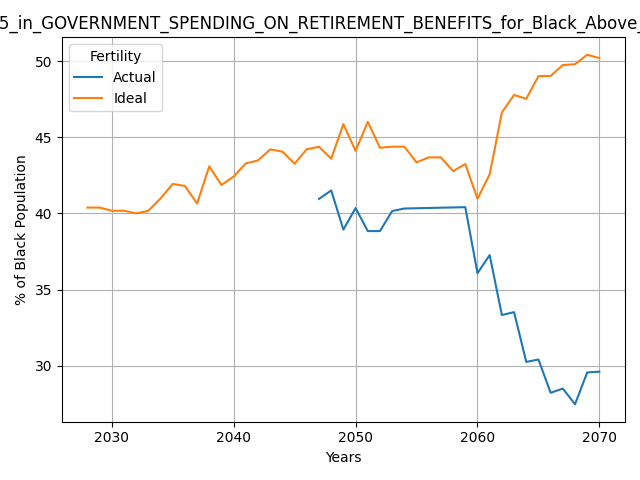 5_in_GOVERNMENT_SPENDING_ON_RETIREMENT_BENEFITS_for_Black_Above_
Fertility
Actual
Ideal
% of Black Population
50
45
40
35
30
2030 2040 2050 2060 2070
Years